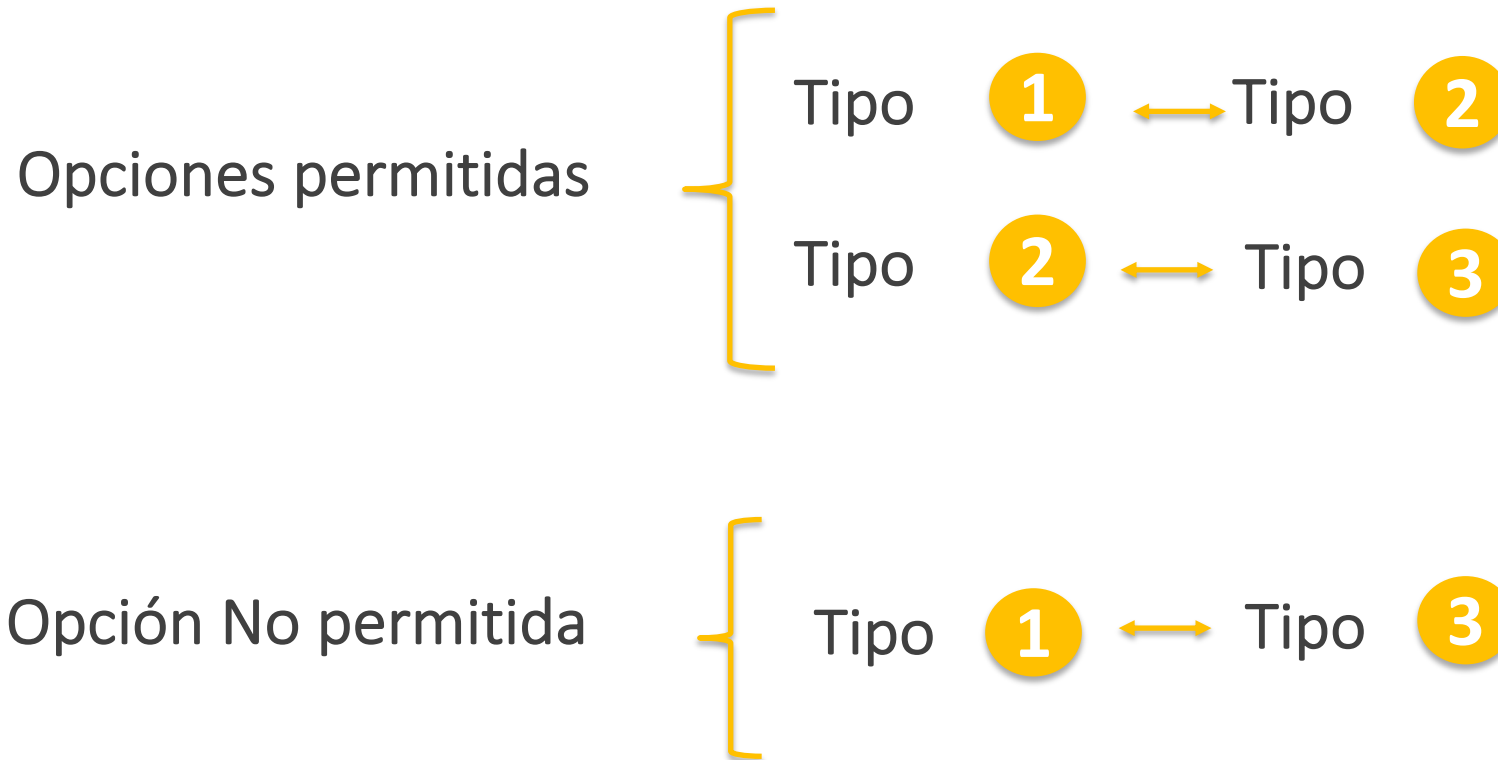 Tipo 1 Tipo 2
Opciones permitidas
Tipo 2 Tipo 3
Opción No permitida
Tipo 1 Tipo 3